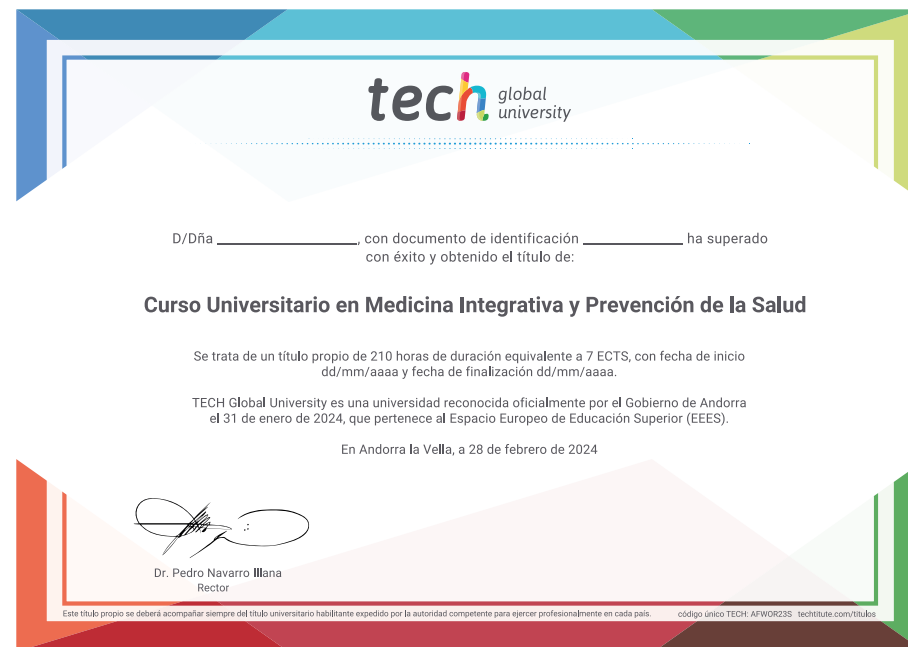 tech global university
D/Dña ________________, con documento de identificación ____________ ha superado
con éxito y obtenido el título de:
Curso Universitario en Medicina Integrativa y Prevención de la Salud
Se trata de un título propio de 210 horas de duración equivalente a 7 ECTS, con fecha de inicio
dd/mm/aaaa y fecha de finalización dd/mm/aaaa.
TECH Global University es una universidad reconocida oficialmente por el Gobierno de Andorra
el 31 de enero de 2024, que pertenece al Espacio Europeo de Educación Superior (EEES).
En Andorra la Vella, a 28 de febrero de 2024
Dr. Pedro Navarro Illana
Rector
Este título propio se deberá acompañar siempre del título universitario habilitante expedido por la autoridad competente para ejercer profesionalmente en cada país. código único TECH: AFWOR23S techtitute.com/titulos